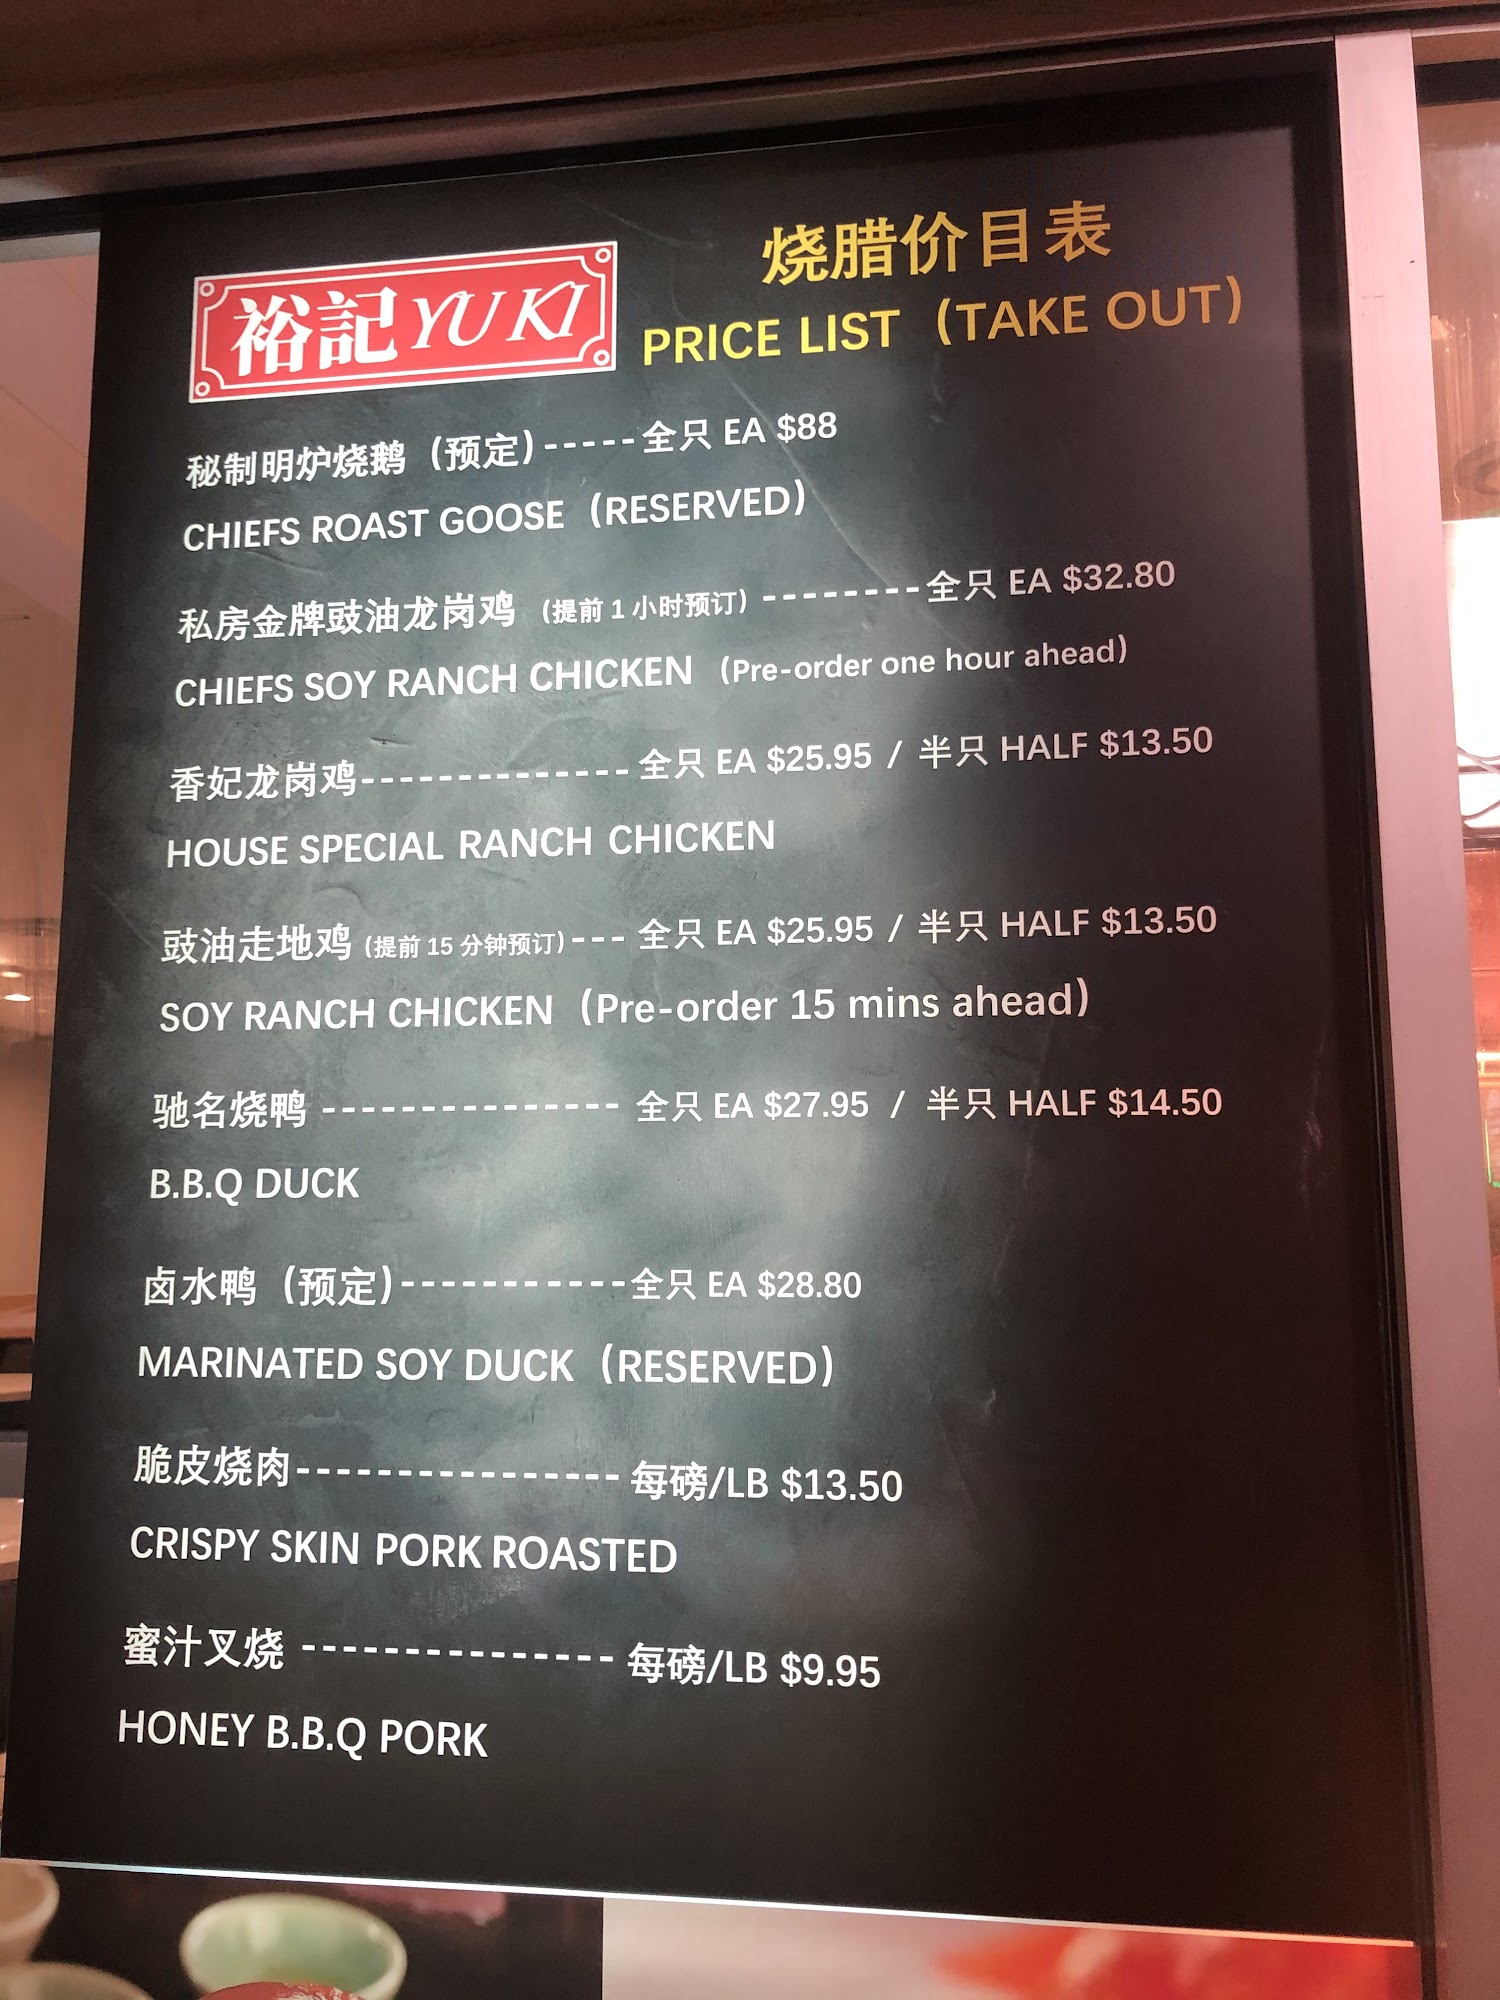 裕記 YU KI
烧腊价目表
PRICE LIST（TAKE OUT）
秘制明炉烧鹅（预定）-----全只 EA $88
CHIEFS ROAST GOOSE（RESERVED）
私房金牌豉油龙岗鸡（提前 1 小时预订）--------全只 EA $32.80
CHIEFS SOY RANCH CHICKEN（Pre-order one hour ahead）
香妃龙岗鸡--------------全只 EA $25.95 / 半只 HALF $13.50
HOUSE SPECIAL RANCH CHICKEN
豉油走地鸡（提前 15 分钟预订）--- 全只 EA $25.95 / 半只 HALF $13.50
SOY RANCH CHICKEN（Pre-order 15 mins ahead）
驰名烧鸭 --------------- 全只 EA $27.95 / 半只 HALF $14.50
B.B.Q DUCK
卤水鸭（预定）-----------全只 EA $28.80
MARINATED SOY DUCK（RESERVED）
脆皮烧肉---------------- 每磅/LB $13.50
CRISPY SKIN PORK ROASTED
蜜汁叉烧 --------------- 每磅/LB $9.95
HONEY B.B.Q PORK